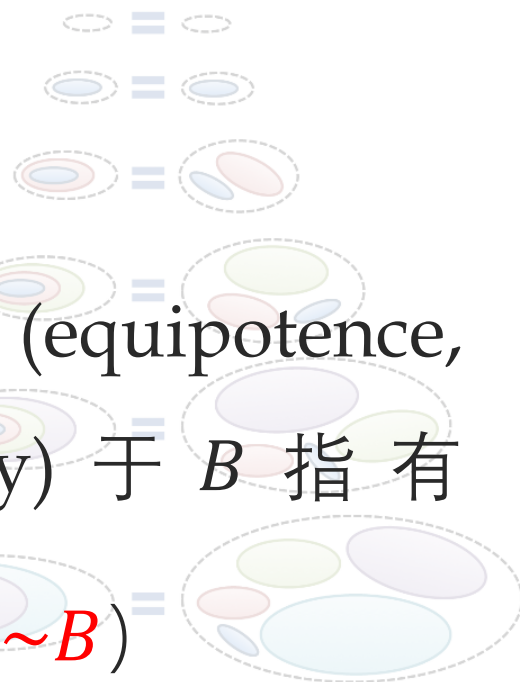 (equipotence,
y) 于 B 指 有
~B)